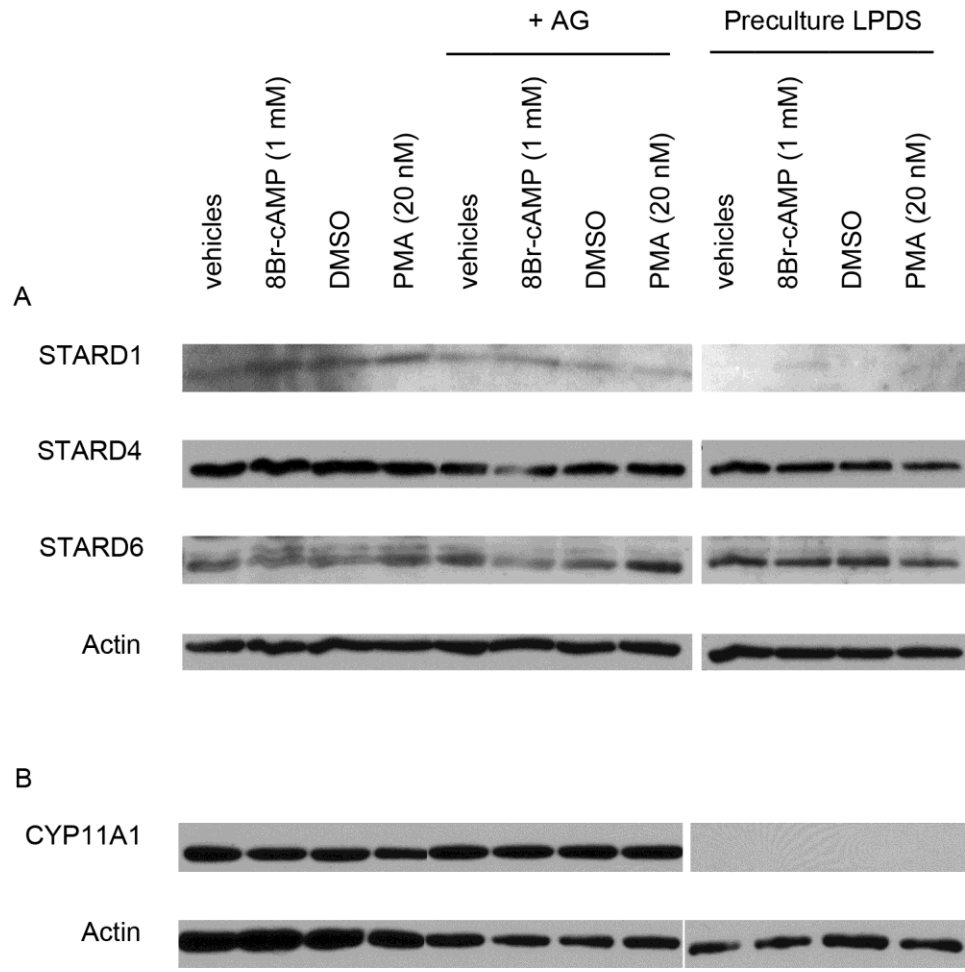 + AG
Preculture LPDS
vehicles
8Br-cAMP (1 mM)
DMSO
PMA (20 nM)
vehicles
8Br-cAMP (1 mM)
DMSO
PMA (20 nM)
vehicles
8Br-cAMP (1 mM)
DMSO
PMA (20 nM)
A
STARD1
STARD4
STARD6
Actin
B
CYP11A1
Actin